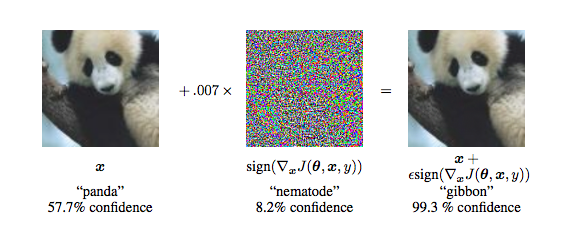 + .007 ×
=
x
“panda”
57.7% confidence
sign(∇ₓJ(θ, x, y))
“nematode”
8.2% confidence
x +
ϵsign(∇ₓJ(θ, x, y))
“gibbon”
99.3 % confidence